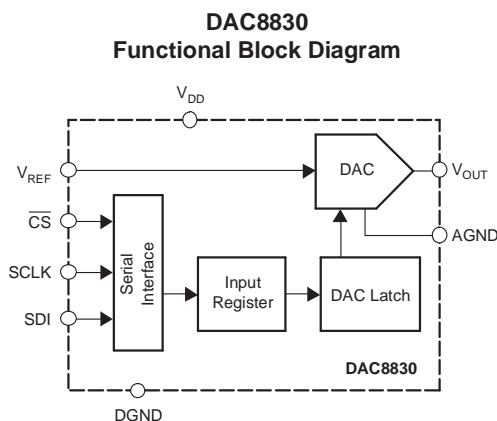 DAC8830
Functional Block Diagram
VDD
VREF
DAC
VOUT
CS
AGND
SCLK
Serial
Interface
Input
Register
DAC Latch
SDI
DAC8830
DGND